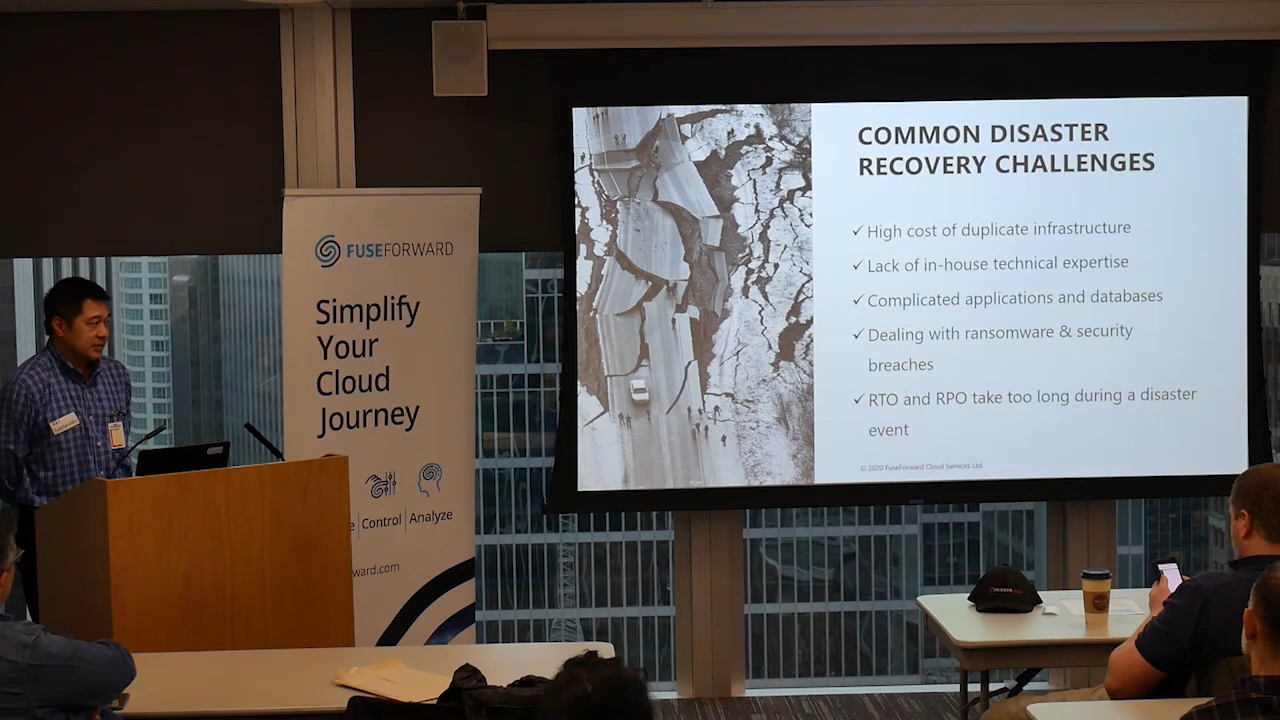 FUSEFORWARD
Simplify
Your
Cloud
Journey
e | Control | Analyze
ward.com
COMMON DISASTER
RECOVERY CHALLENGES
✓ High cost of duplicate infrastructure
✓ Lack of in-house technical expertise
✓ Complicated applications and databases
✓ Dealing with ransomware & security
breaches
✓ RTO and RPO take too long during a disaster
event
© 2020 FuseForward Cloud Services Ltd.